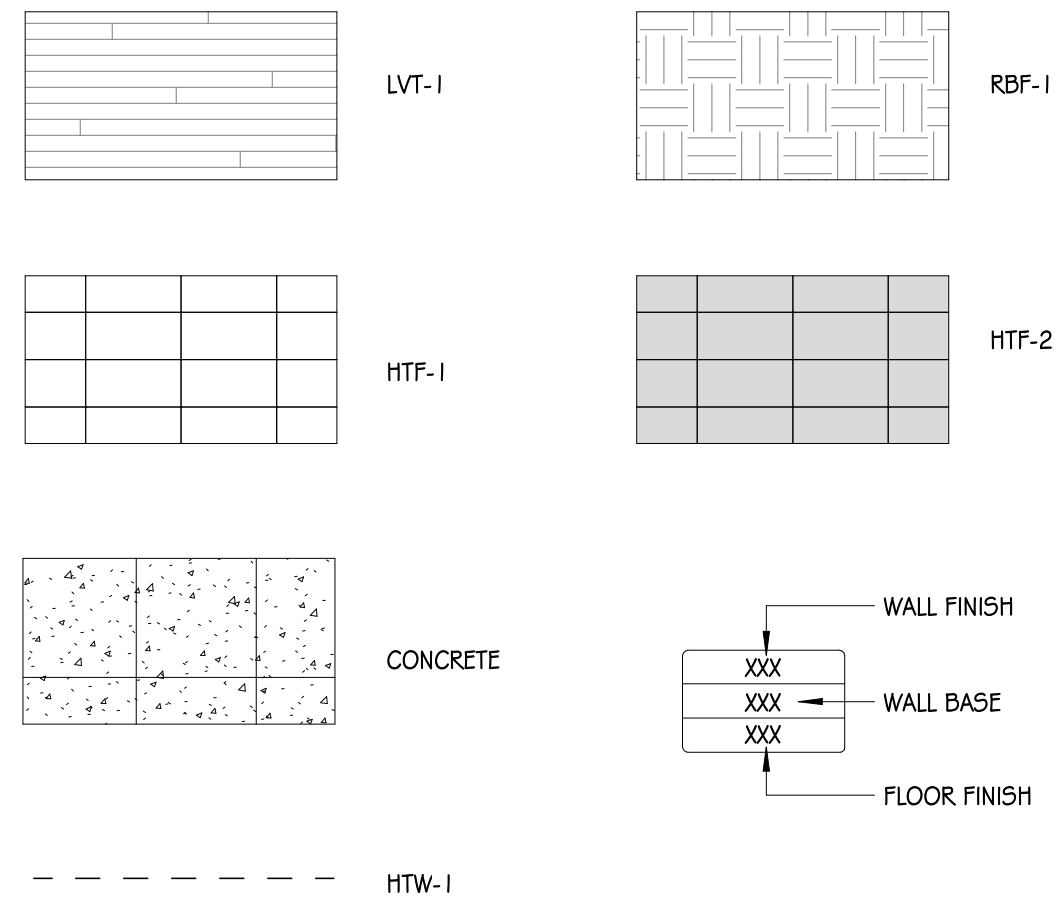 LVT-1
RBF-1
HTF-1
HTF-2
CONCRETE
WALL FINISH
XXX
XXX
WALL BASE
XXX
FLOOR FINISH
HTW-1